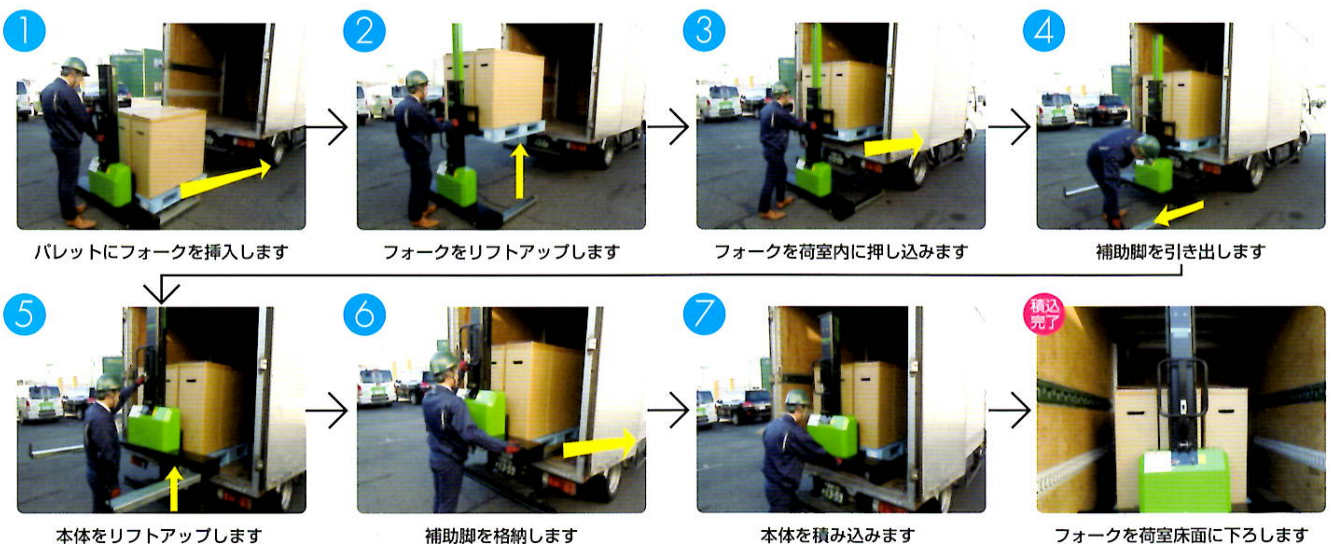 1
2
3
4
パレットにフォークを挿入します
フォークをリフトアップします
フォークを荷室内に押し込みます
補助脚を引き出します
5
6
7
積込
完了
本体をリフトアップします
補助脚を格納します
本体を積み込みます
フォークを荷室床面に下ろします